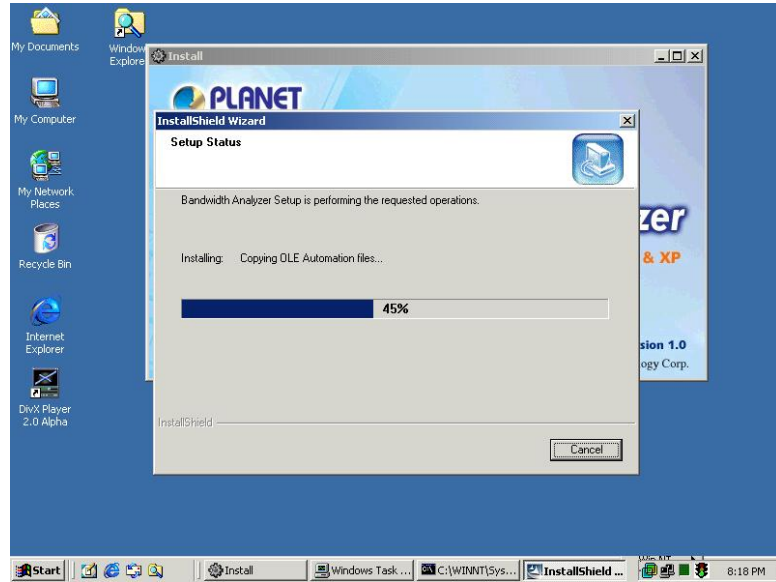 My Documents
Window
Explore
My Computer
My Network
Places
Recycle Bin
Internet
Explorer
DivX Player
2.0 Alpha
Install
PLANET
InstallShield Wizard
Setup Status
Bandwidth Analyzer Setup is performing the requested operations.
Installing: Copying OLE Automation files...
45%
InstallShield
Cancel
zer
& XP
sion 1.0
ogy Corp.
Start
Install
Windows Task ...
C:\WINNT\Sys...
InstallShield ...
8:18 PM